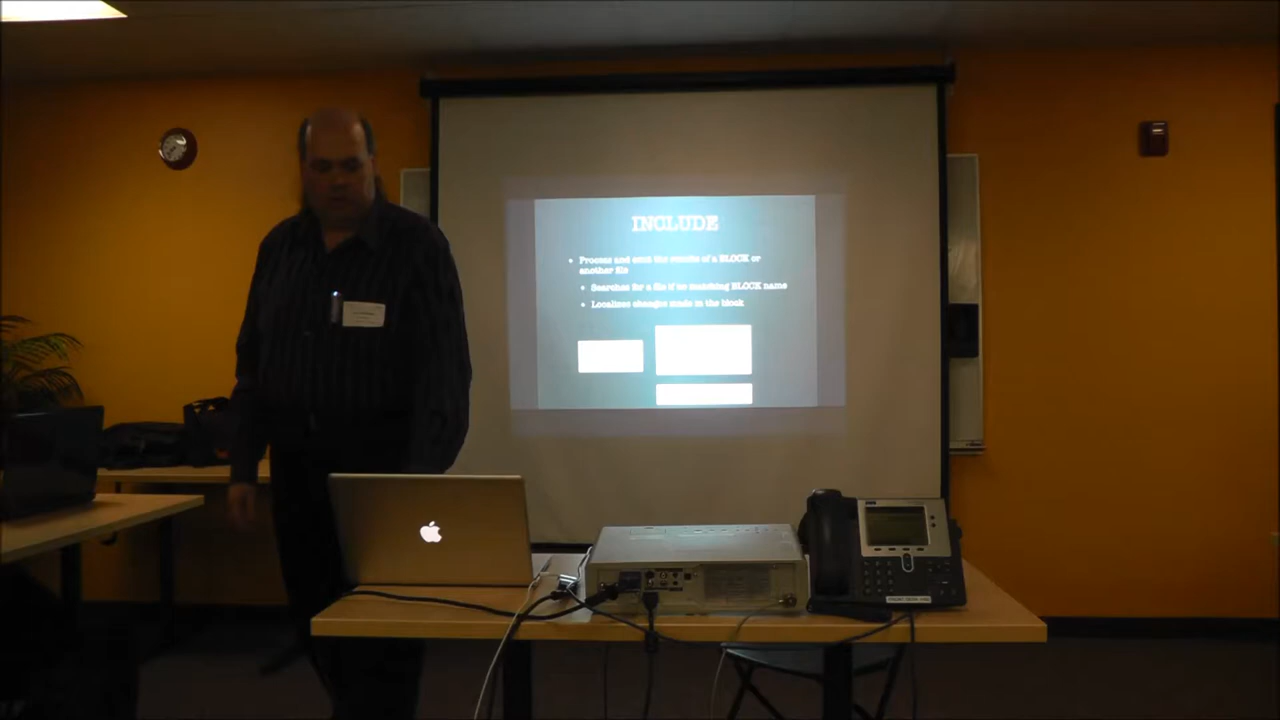 INCLUDE
• Process and emit the results of a BLOCK or
another file
• Searches for a file if no matching BLOCK name
• Localizes changes made in the block